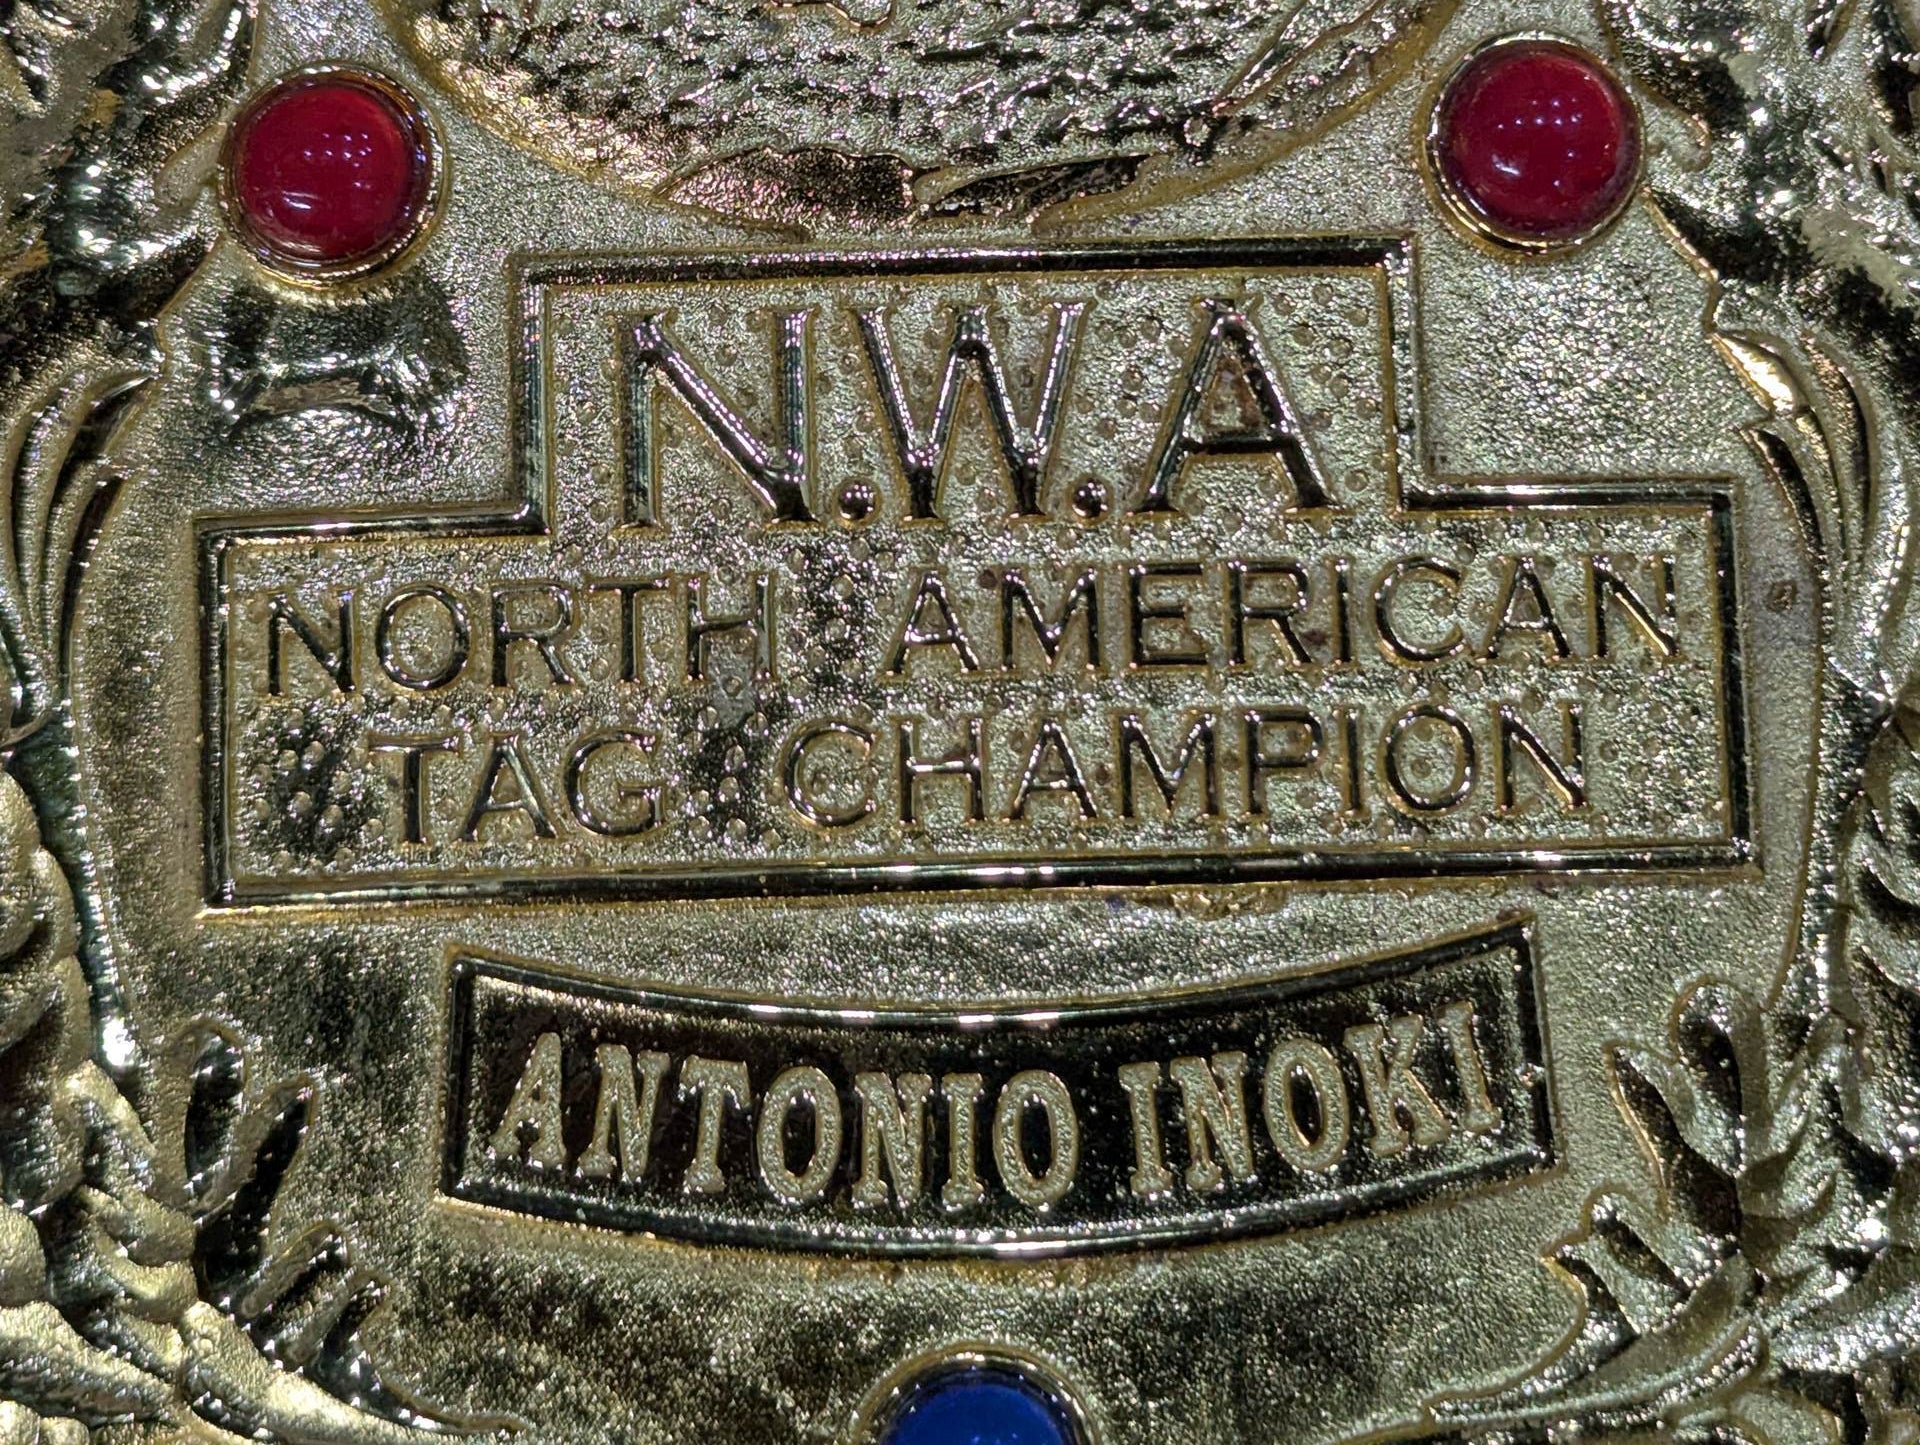 N.W.A
NORTH AMERICAN
TAG CHAMPION
ANTONIO INOKI